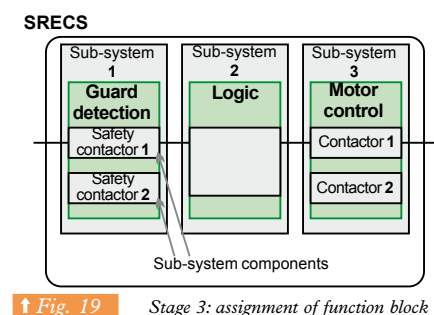 SRECS
Sub-system
1
Guard
detection
Safety
contactor 1
Safety
contactor 2
Sub-system
2
Logic
Sub-system
3
Motor
control
Contactor 1
Contactor 2
Sub-system components
⬆ Fig. 19 Stage 3: assignment of function block